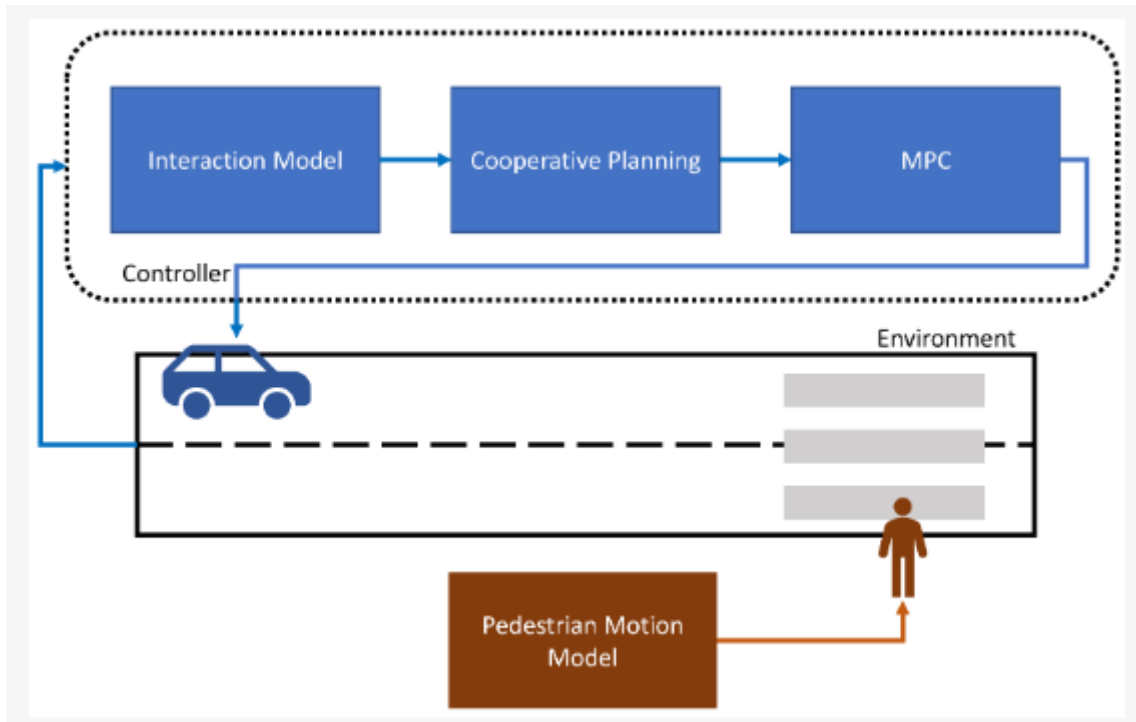 Interaction Model
Cooperative Planning
MPC
Controller
Environment
Pedestrian Motion
Model